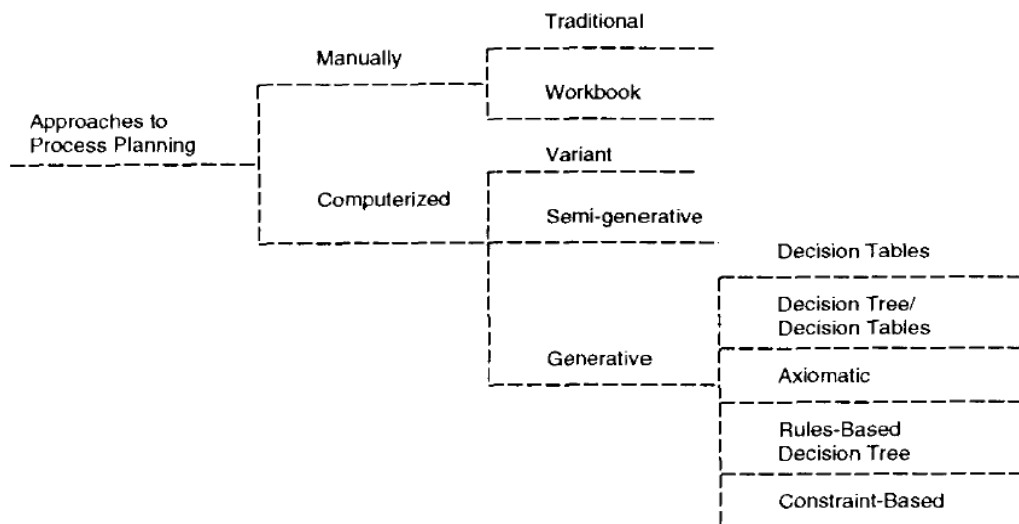 Traditional
Manually
Workbook
Approaches to
Process Planning
Variant
Computerized
Semi-generative
Decision Tables
Decision Tree/
Decision Tables
Generative
Axiomatic
Rules-Based
Decision Tree
Constraint-Based